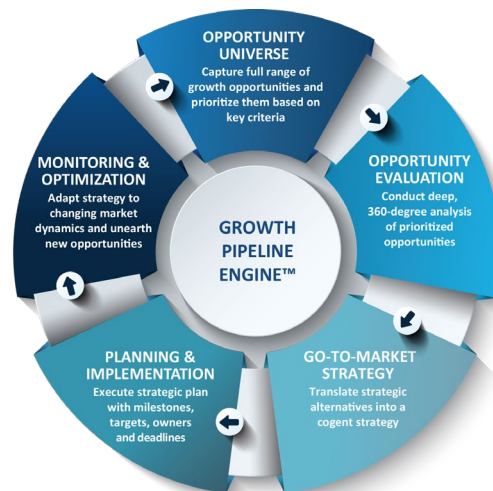 OPPORTUNITY
UNIVERSE
Capture full range of
growth opportunities and
prioritize them based on
key criteria
OPPORTUNITY
EVALUATION
Conduct deep,
360-degree analysis
of prioritized
opportunities
GO-TO-MARKET
STRATEGY
Translate strategic
alternatives into a
cogent strategy
PLANNING &
IMPLEMENTATION
Execute strategic plan
with milestones,
targets, owners
and deadlines
MONITORING &
OPTIMIZATION
Adapt strategy to
changing market
dynamics and unearth
new opportunities
GROWTH
PIPELINE
ENGINE™